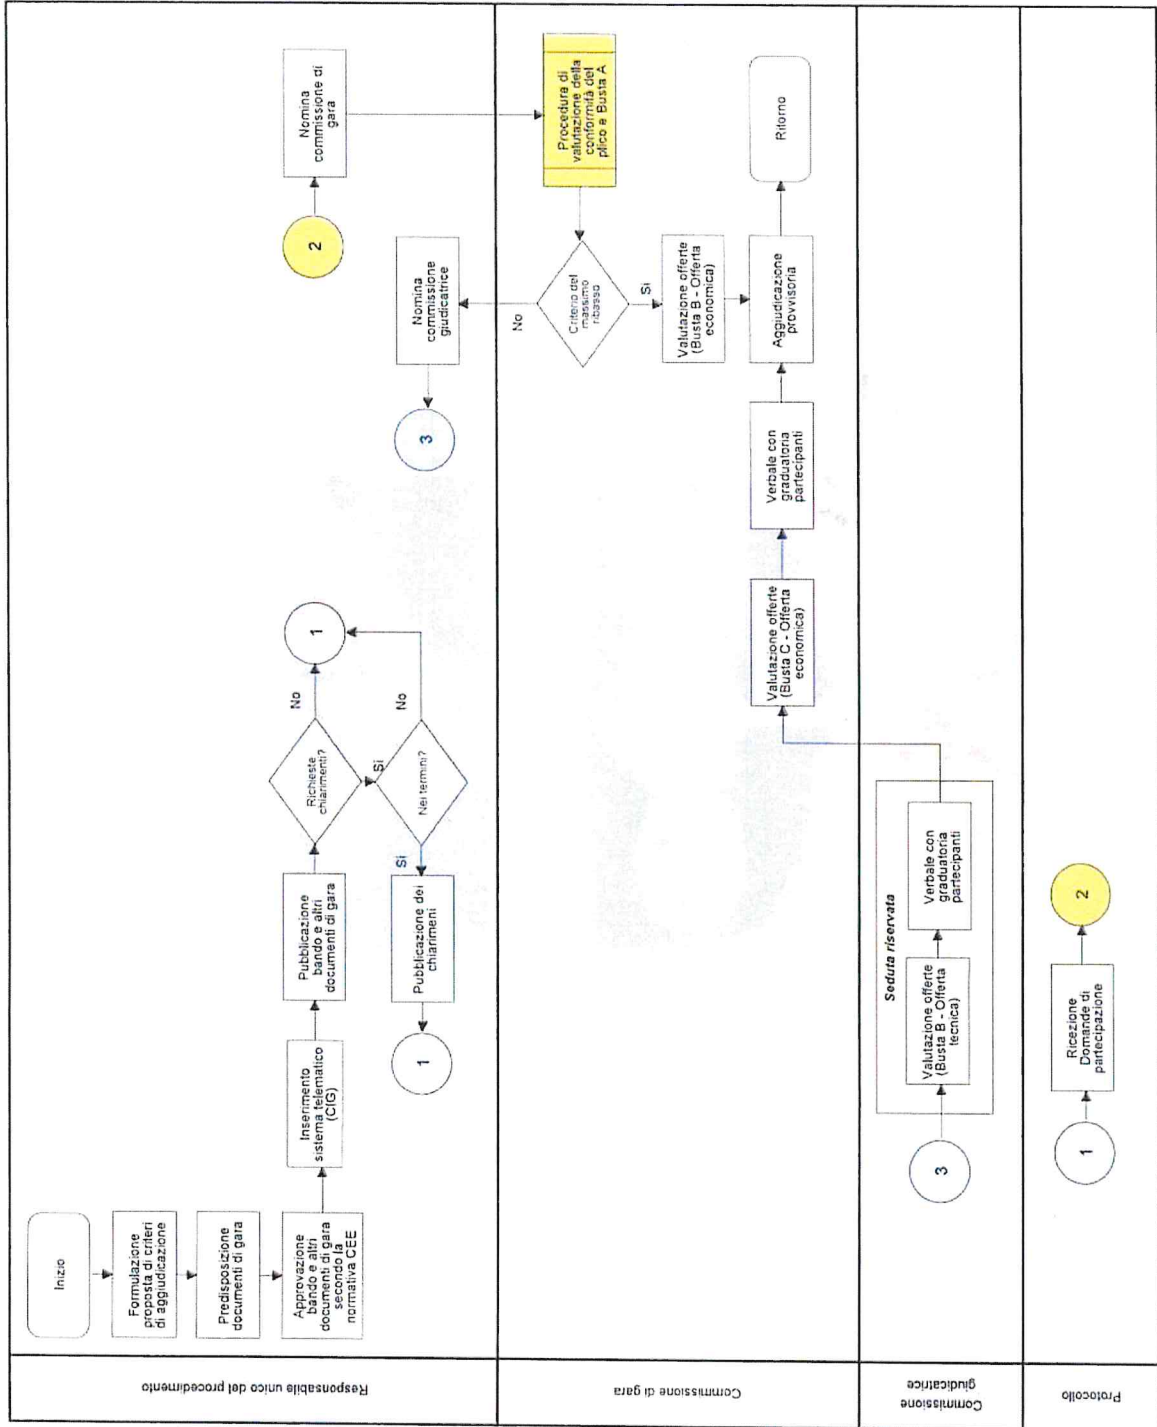 Responsabile unico del procedimento
Inizio
Formulazione
proposta di criteri
di aggiudicazione
Predisposizione
documenti di gara
Approvazione
bando e altri
documenti di gara
secondo la
normativa CEE
Inserimento
sistema telematico
(CIG)
Pubblicazione
bando e altri
documenti di gara
Richieste
chiarimenti?
No
1
Si
Nei termini?
No
Si
Pubblicazione dei
chiarimeni
1
2
Nomina
commissione di
gara
Nomina
commissione
giudicatrice
3
Commissione di gara
Procedura di
valutazione della
conformità del
plico e Busta A
Criterio del
massimo
ribasso
No
Si
Valutazione offerte
(Busta B - Offerta
economica)
Valutazione offerte
(Busta C - Offerta
economica)
Verbale con
graduatoria
partecipanti
Aggiudicazione
provvisoria
Ritorno
Commissione
giudicatrice
3
Seduta riservata
Valutazione offerte
(Busta B - Offerta
tecnica)
Verbale con
graduatoria
partecipanti
Protocollo
1
Ricezione
Domande di
partecipazione
2